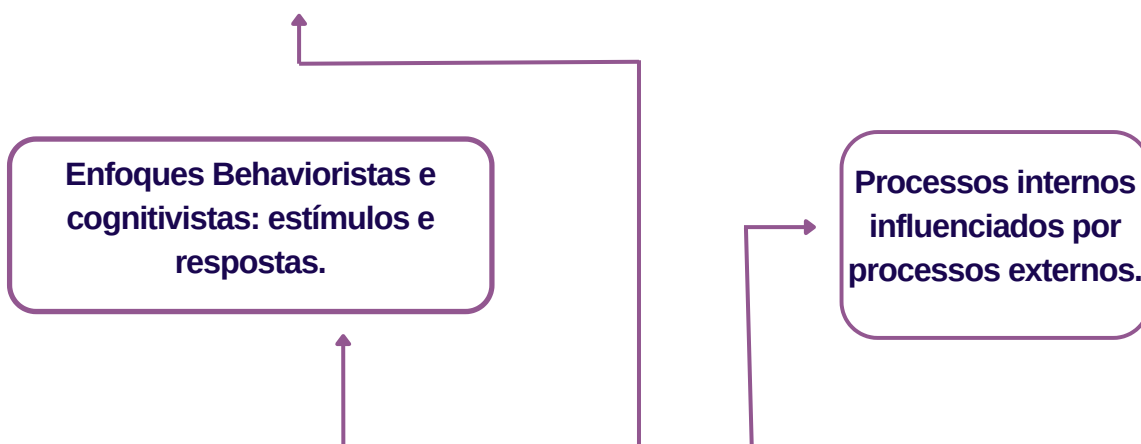 Enfoques Behavioristas e
cognitivistas: estímulos e
respostas.
Processos internos
influenciados por
processos externos.